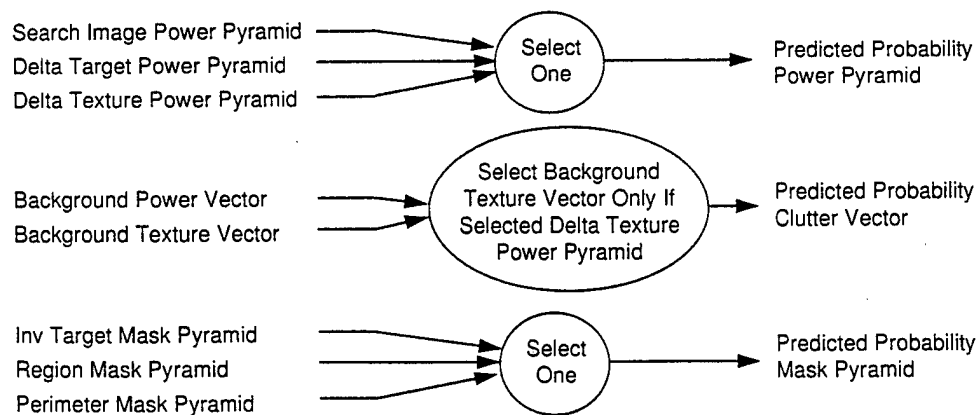 Search Image Power Pyramid
Delta Target Power Pyramid
Delta Texture Power Pyramid
Select
One
Predicted Probability
Power Pyramid
Background Power Vector
Background Texture Vector
Select Background
Texture Vector Only If
Selected Delta Texture
Power Pyramid
Predicted Probability
Clutter Vector
Inv Target Mask Pyramid
Region Mask Pyramid
Perimeter Mask Pyramid
Select
One
Predicted Probability
Mask Pyramid